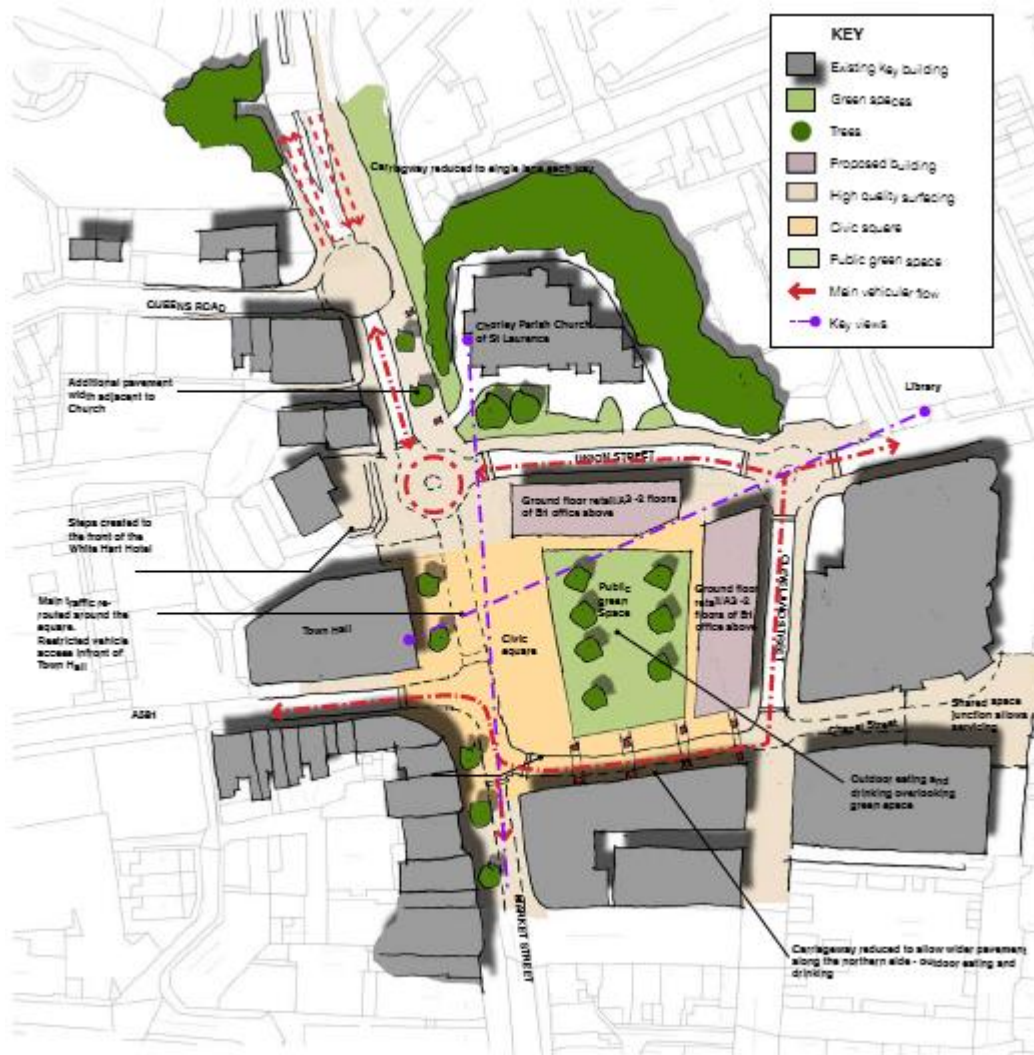 KEY
Existing key building
Green spaces
Trees
Proposed building
High quality surfacing
Civic square
Public green space
Main vehicular flow
Key views
Carriageway reduced to single lane each way
QUEENS ROAD
Chorley Parish Church
of St Laurence
Additional pavement
width adjacent to
Church
Library
UNION STREET
Ground floor retail/A3 -2 floors
of B1 office above
Steps created to
the front of the
White Hart Hotel
CLEVELAND STREET
Public
green
Space
Ground floor
retail/A3 -2
floors of B1
office above
Main traffic re-
routed around the
square.
Restricted vehicle
access infront of
Town Hall
Town Hall
Civic
square
A581
Chapel Street
Shared space
junction allows
servicing
Outdoor eating and
drinking overlooking
green space
MARKET STREET
Carriageway reduced to allow wider pavement
along the northern side - outdoor eating and
drinking